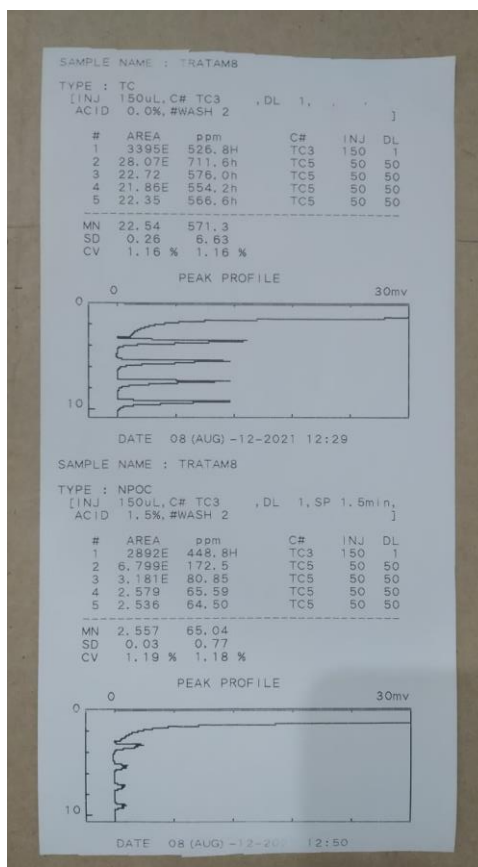 SAMPLE NAME : TRATAM8
TYPE : TC
[INJ 150uL, C# TC3 , DL 1, , ,
ACID 0.0%, #WASH 2 ]
# AREA ppm C# INJ DL
1 3395E 526.8H TC3 150 1
2 28.07E 711.6h TC5 50 50
3 22.72 576.0h TC5 50 50
4 21.86E 554.2h TC5 50 50
5 22.35 566.6h TC5 50 50
MN 22.54 571.3
SD 0.26 6.63
CV 1.16 % 1.16 %
PEAK PROFILE
0 30mv
0
10
DATE 08(AUG)-12-2021 12:29
SAMPLE NAME : TRATAM8
TYPE : NPOC
[INJ 150uL, C# TC3 , DL 1, SP 1.5min,
ACID 1.5%, #WASH 2 ]
# AREA ppm C# INJ DL
1 2892E 448.8H TC3 150 1
2 6.799E 172.5 TC5 50 50
3 3.181E 80.85 TC5 50 50
4 2.579 65.59 TC5 50 50
5 2.536 64.50 TC5 50 50
MN 2.557 65.04
SD 0.03 0.77
CV 1.19 % 1.18 %
PEAK PROFILE
0 30mv
0
10
DATE 08(AUG)-12-20 12:50